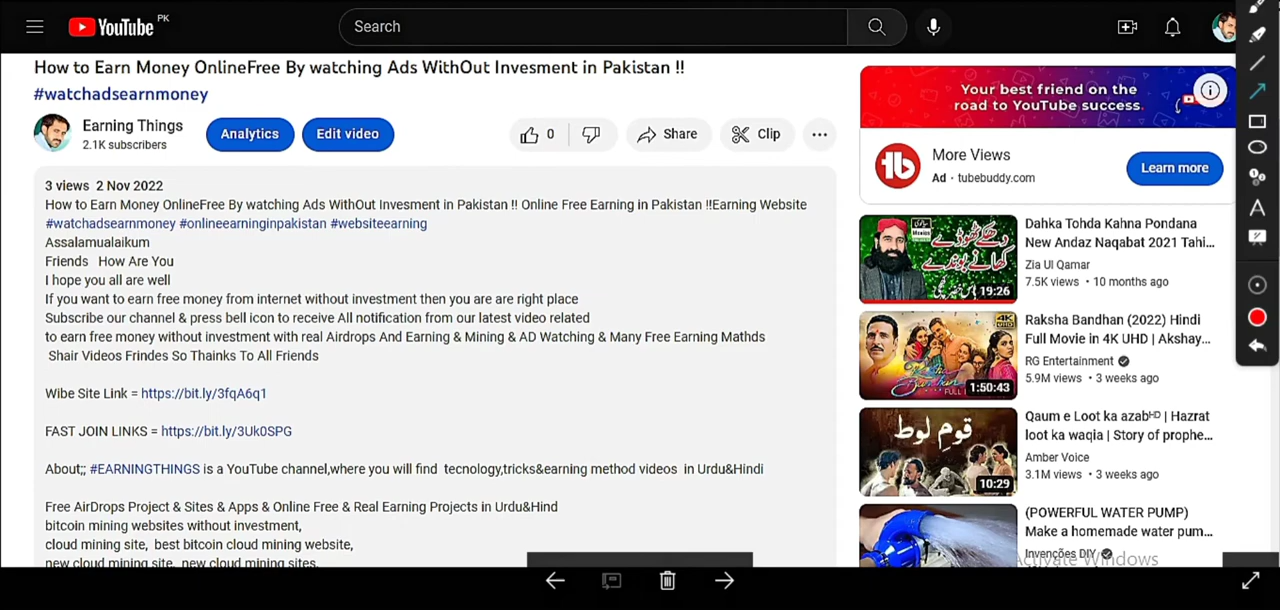 YouTube PK
Search
How to Earn Money OnlineFree By watching Ads WithOut Invesment in Pakistan !!
#watchadsearnmoney
Earning Things
2.1K subscribers
Analytics
Edit video
0
Share
Clip
3 views 2 Nov 2022
How to Earn Money OnlineFree By watching Ads WithOut Invesment in Pakistan !! Online Free Earning in Pakistan !!Earning Website
#watchadsearnmoney #onlineearninginpakistan #websiteearning
Assalamualaikum
Friends How Are You
I hope you all are well
If you want to earn free money from internet without investment then you are are right place
Subscribe our channel & press bell icon to receive All notification from our latest video related
to earn free money without investment with real Airdrops And Earning & Mining & AD Watching & Many Free Earning Mathds
Shair Videos Frindes So Thainks To All Friends
Wibe Site Link = https://bit.ly/3fqA6q1
FAST JOIN LINKS = https://bit.ly/3Uk0SPG
About;; #EARNINGTHINGS is a YouTube channel,where you will find tecnology,tricks&earning method videos in Urdu&Hindi
Free AirDrops Project & Sites & Apps & Online Free & Real Earning Projects in Urdu&Hind
bitcoin mining websites without investment,
cloud mining site, best bitcoin cloud mining website,
new cloud mining site, new cloud mining sites,
Your best friend on the
road to YouTube success.
More Views
Ad · tubebuddy.com
Learn more
دھکے ٹھوڈے
کھانے پوندے
19:26
Dahka Tohda Kahna Pondana
New Andaz Naqabat 2021 Tahi...
Zia Ul Qamar
7.5K views • 10 months ago
4K UHD
1:50:43
Raksha Bandhan (2022) Hindi
Full Movie in 4K UHD | Akshay...
RG Entertainment
5.9M views • 3 weeks ago
قومِ لوط
10:29
Qaum e Loot ka azabᴴᴰ | Hazrat
loot ka waqia | Story of prophe...
Amber Voice
3.1M views • 3 weeks ago
(POWERFUL WATER PUMP)
Make a homemade water pum...
Invenções DIY
Activate Windows